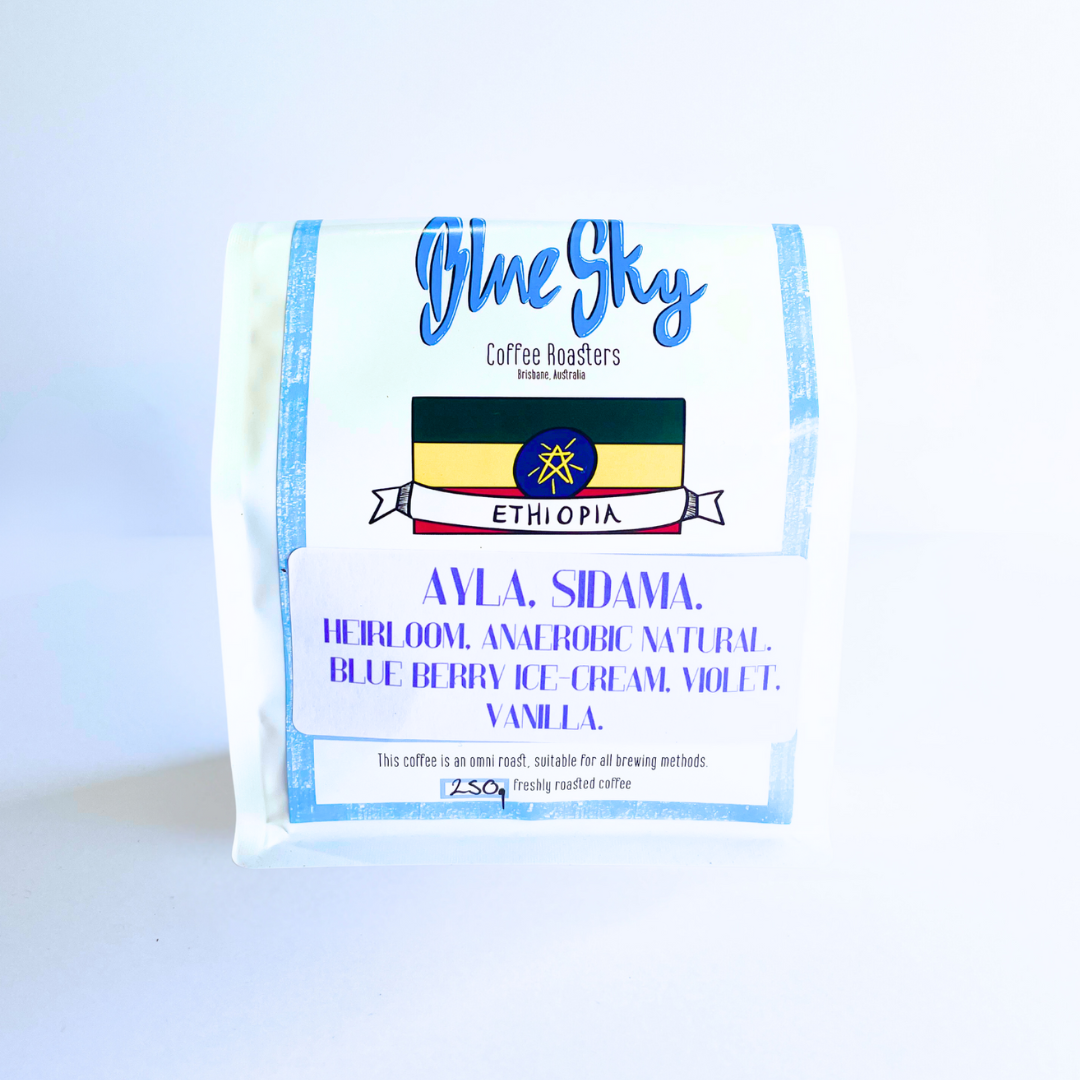 Blue Sky
Coffee Roasters
Brisbane, Australia
ETHIOPIA
AYLA, SIDAMA.
HEIRLOOM, ANAEROBIC NATURAL.
BLUE BERRY ICE-CREAM, VIOLET,
VANILLA.
This coffee is an omni roast, suitable for all brewing methods.
250g freshly roasted coffee